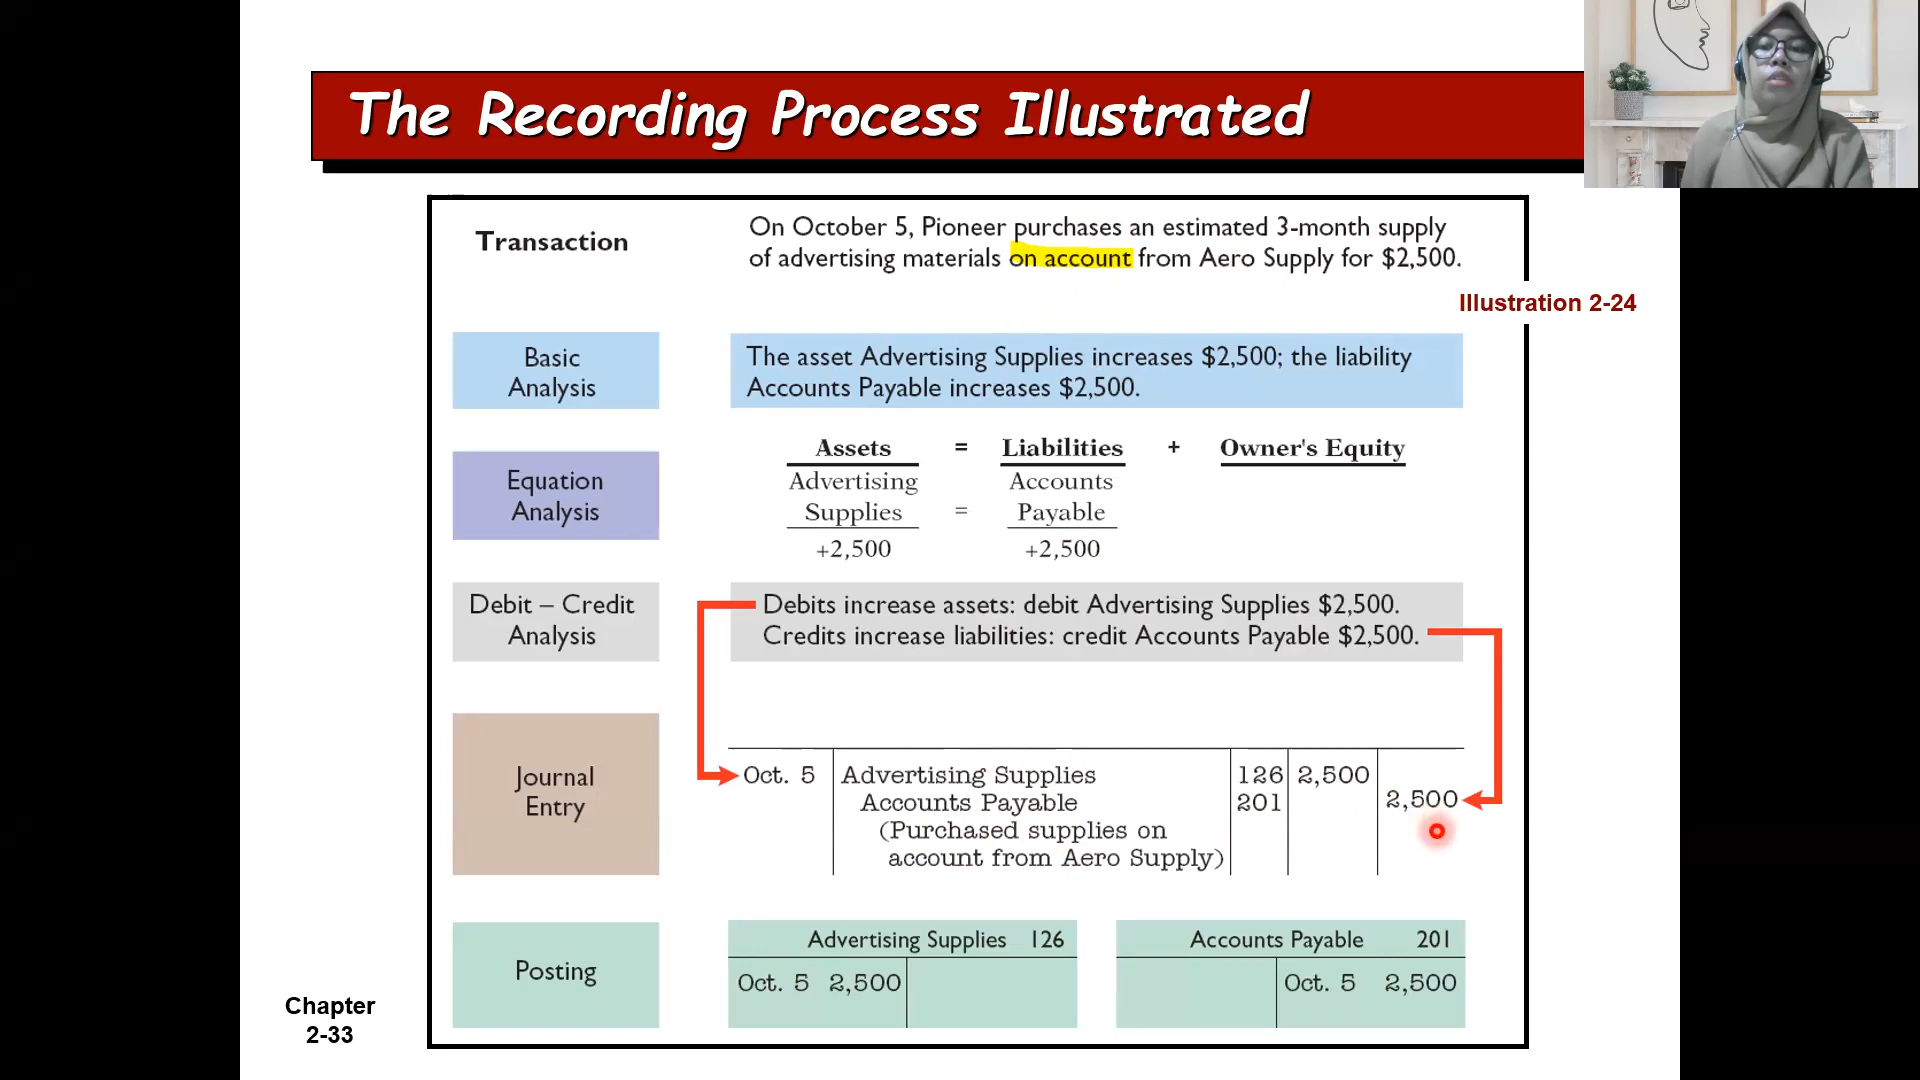 The Recording Process Illustrated
Transaction
On October 5, Pioneer purchases an estimated 3-month supply
of advertising materials on account from Aero Supply for $2,500.
Illustration 2-24
Basic
Analysis
The asset Advertising Supplies increases $2,500; the liability
Accounts Payable increases $2,500.
Equation
Analysis
Assets = Liabilities + Owner's Equity
Advertising Accounts
Supplies = Payable
+2,500 +2,500
Debit – Credit
Analysis
Debits increase assets: debit Advertising Supplies $2,500.
Credits increase liabilities: credit Accounts Payable $2,500.
Journal
Entry
Oct. 5 Advertising Supplies 126 2,500
Accounts Payable 201 2,500
(Purchased supplies on
account from Aero Supply)
Posting
Advertising Supplies 126
Oct. 5 2,500
Accounts Payable 201
Oct. 5 2,500
Chapter
2-33